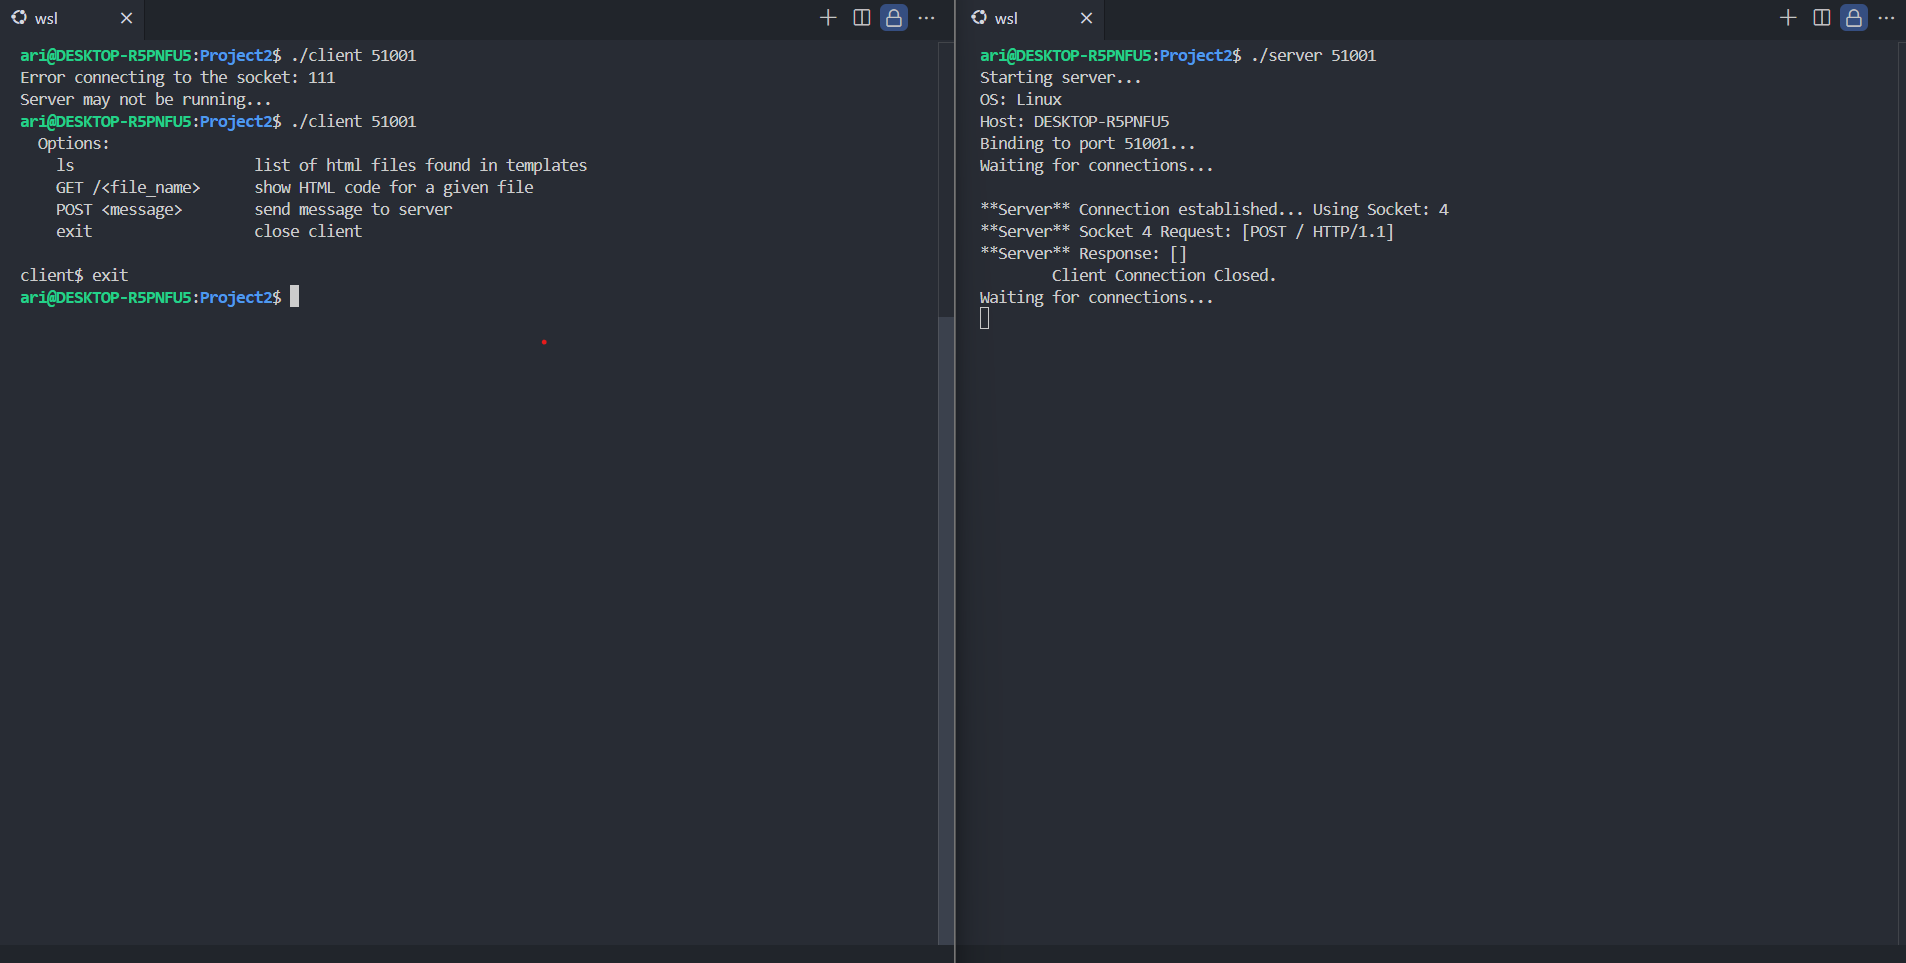 wsl
ari@DESKTOP-R5PNFU5:Project2$ ./client 51001
Error connecting to the socket: 111
Server may not be running...
ari@DESKTOP-R5PNFU5:Project2$ ./client 51001
Options:
ls list of html files found in templates
GET /<file_name> show HTML code for a given file
POST <message> send message to server
exit close client
client$ exit
ari@DESKTOP-R5PNFU5:Project2$
wsl
ari@DESKTOP-R5PNFU5:Project2$ ./server 51001
Starting server...
OS: Linux
Host: DESKTOP-R5PNFU5
Binding to port 51001...
Waiting for connections...
**Server** Connection established... Using Socket: 4
**Server** Socket 4 Request: [POST / HTTP/1.1]
**Server** Response: []
Client Connection Closed.
Waiting for connections...